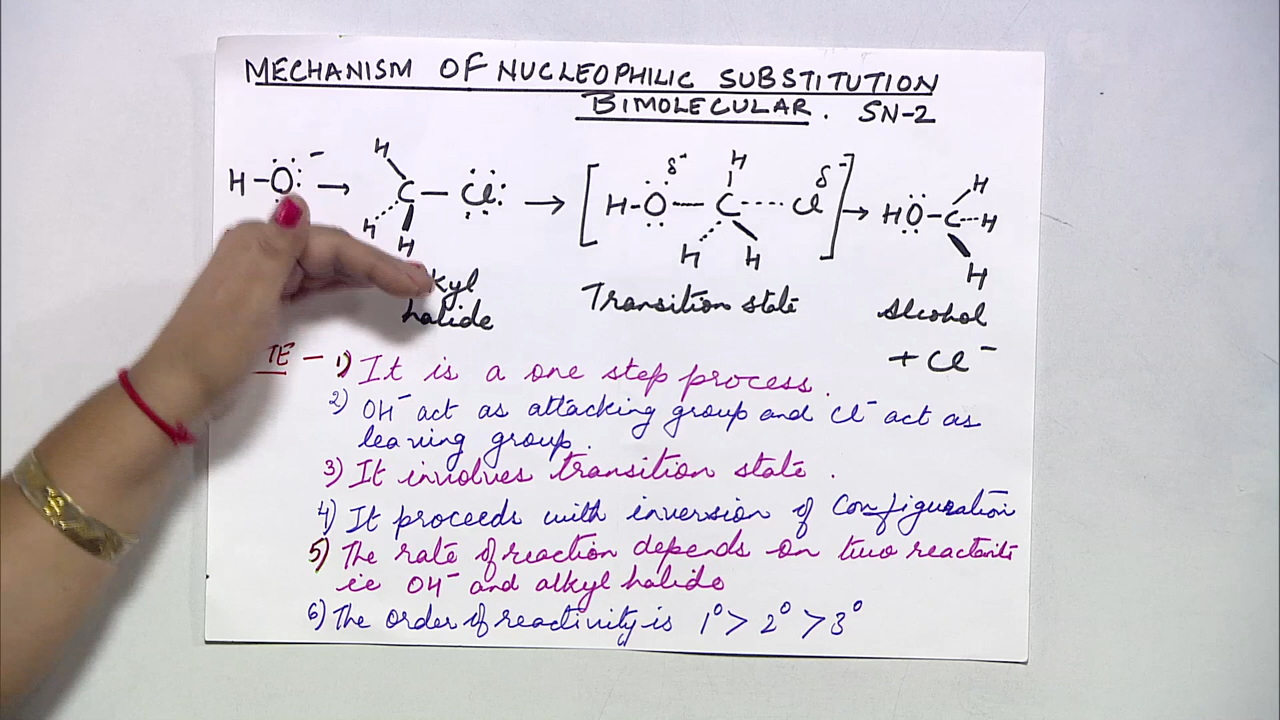 MECHANISM OF NUCLEOPHILIC SUBSTITUTION
BIMOLECULAR. SN-2
H-O:⁻ → H C - Cl: H H → [H-O δ⁻ - C H H H ---- Cl δ⁻] → HO-C H H H
halide
Transition state
Alcohol
+ Cl⁻
1) It is a one step process.
2) OH⁻ act as attacking group and Cl⁻ act as
leaving group.
3) It involves transition state.
4) It proceeds with inversion of configuration
5) The rate of reaction depends on two reactants
ie OH⁻ and alkyl halide
6) The order of reactivity is 1° > 2° > 3°